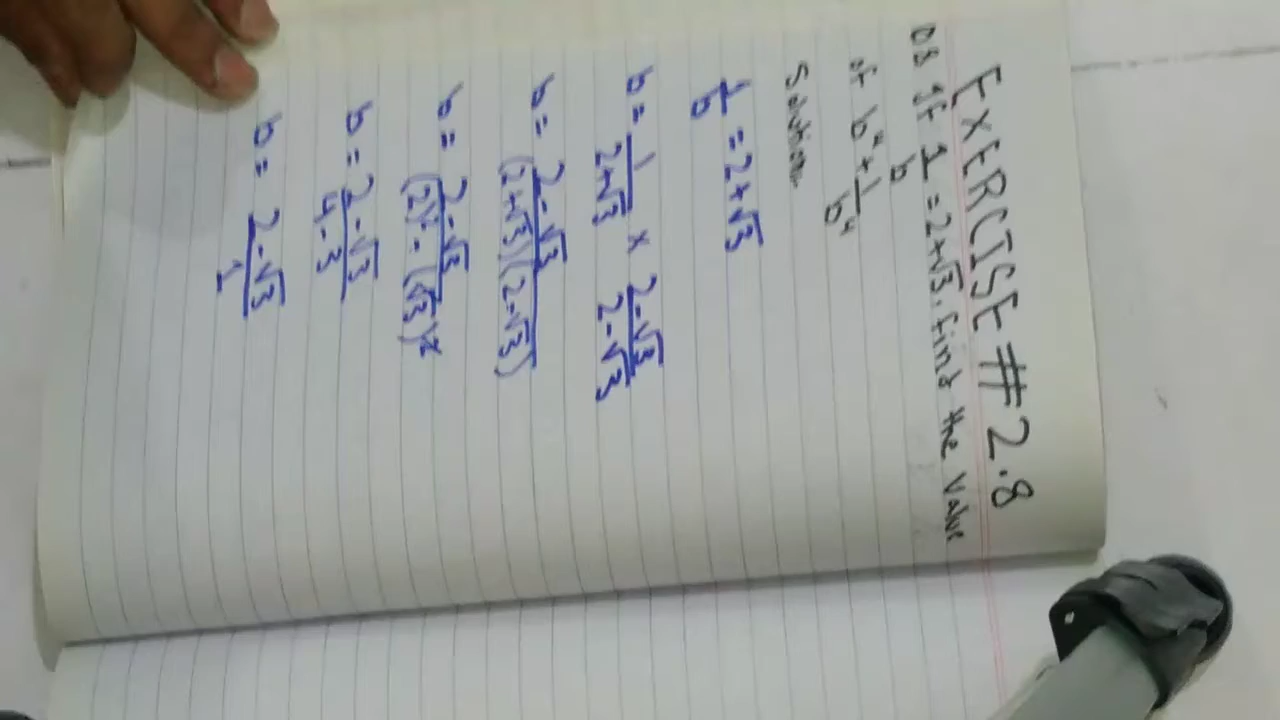 EXERCISE # 2.8
Q8 If 1/b = 2+√3. find the value
of b⁴ + 1/b⁴
Solution
1/b = 2+√3
b = 1/2+√3 × 2-√3/2-√3
b = 2-√3/(2+√3)(2-√3)
b = 2-√3/(2)² - (√3)²
b = 2-√3/4-3
b = 2-√3/1